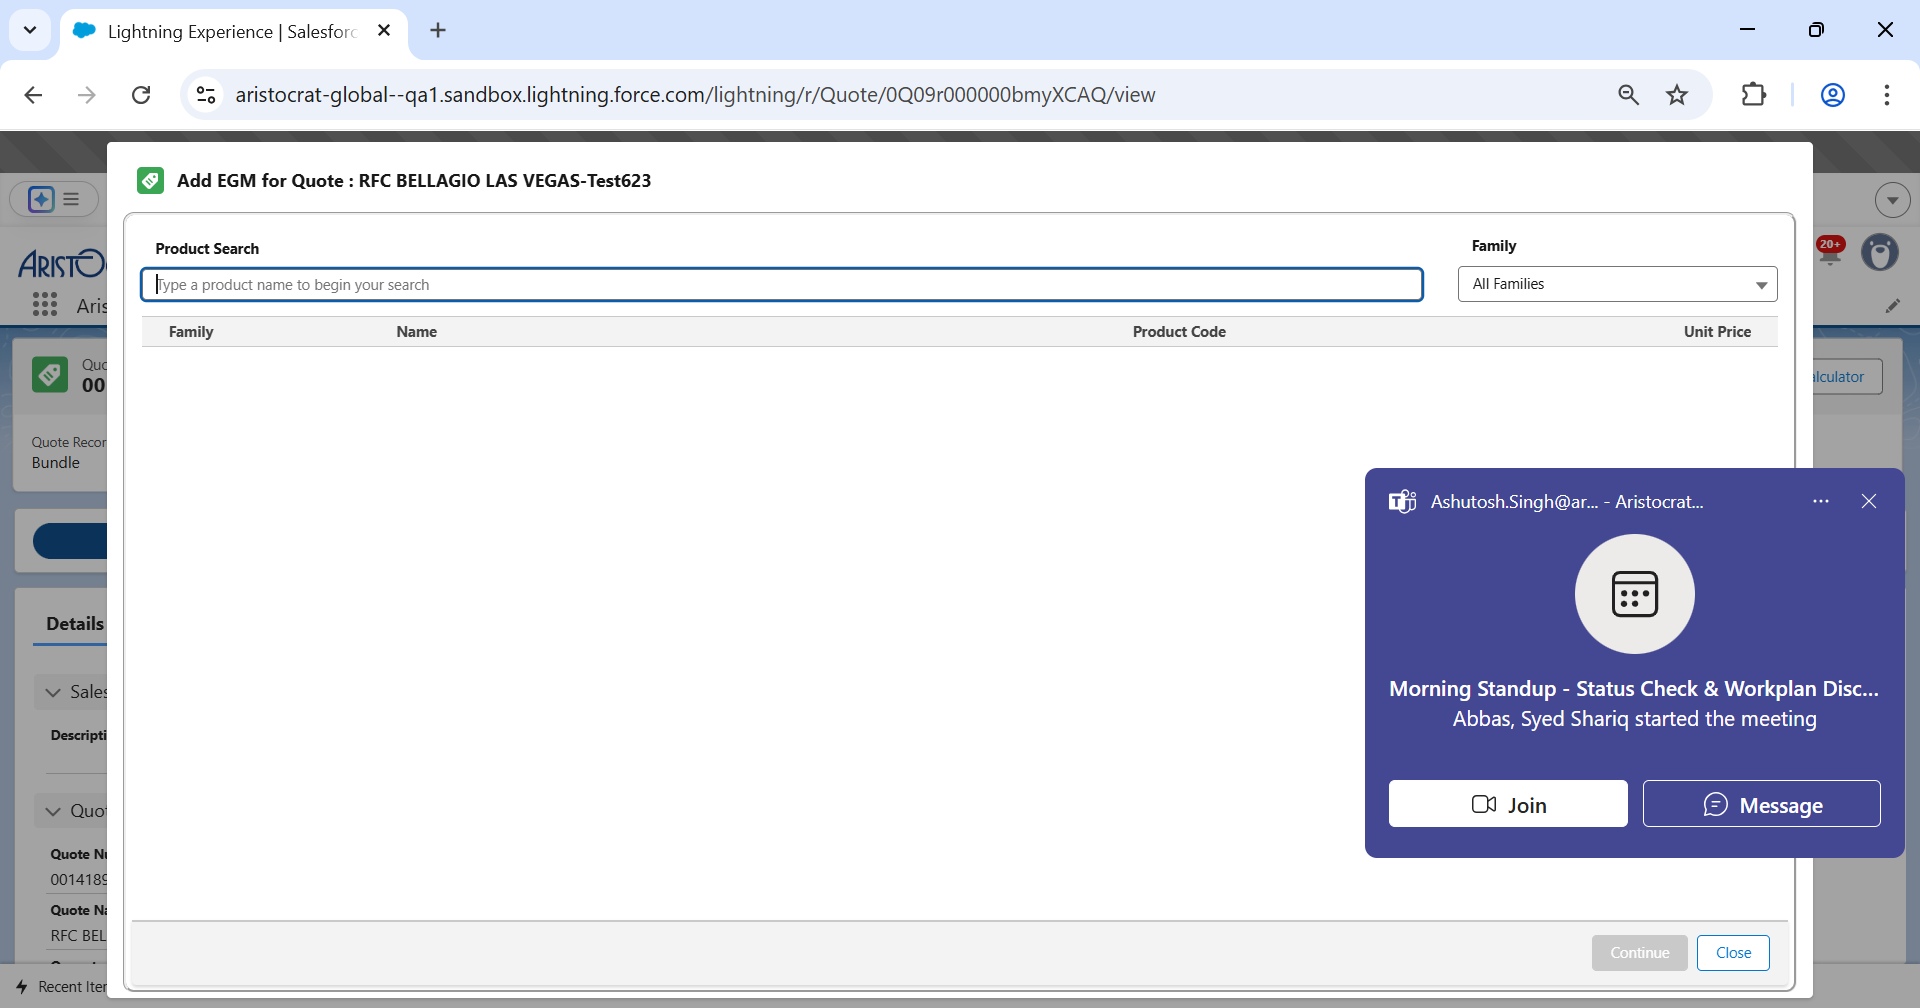 Lightning Experience | Salesforc
aristocrat-global--qa1.sandbox.lightning.force.com/lightning/r/Quote/0Q09r000000bmyXCAQ/view
Add EGM for Quote : RFC BELLAGIO LAS VEGAS-Test623
Product Search
Family
Type a product name to begin your search
All Families
Family Name Product Code Unit Price
ARISTO
20+
Aris
Quo
00
alculator
Quote Recor
Bundle
Ashutosh.Singh@ar... - Aristocrat...
Details
Morning Standup - Status Check & Workplan Disc...
Abbas, Syed Shariq started the meeting
Sales
Descripti
Join
Message
Quot
Quote Nu
0014189
Quote Na
RFC BEL
Continue
Close
Recent Iter